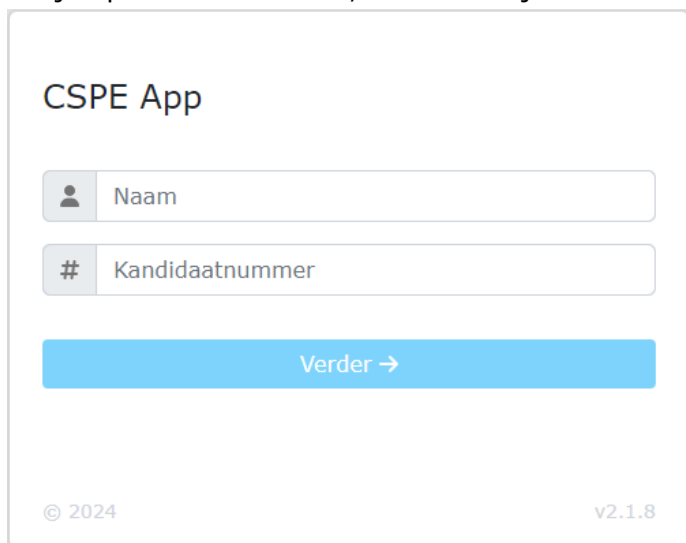 CSPE App
Naam
# Kandidaatnummer
Verder →
© 2024 v2.1.8